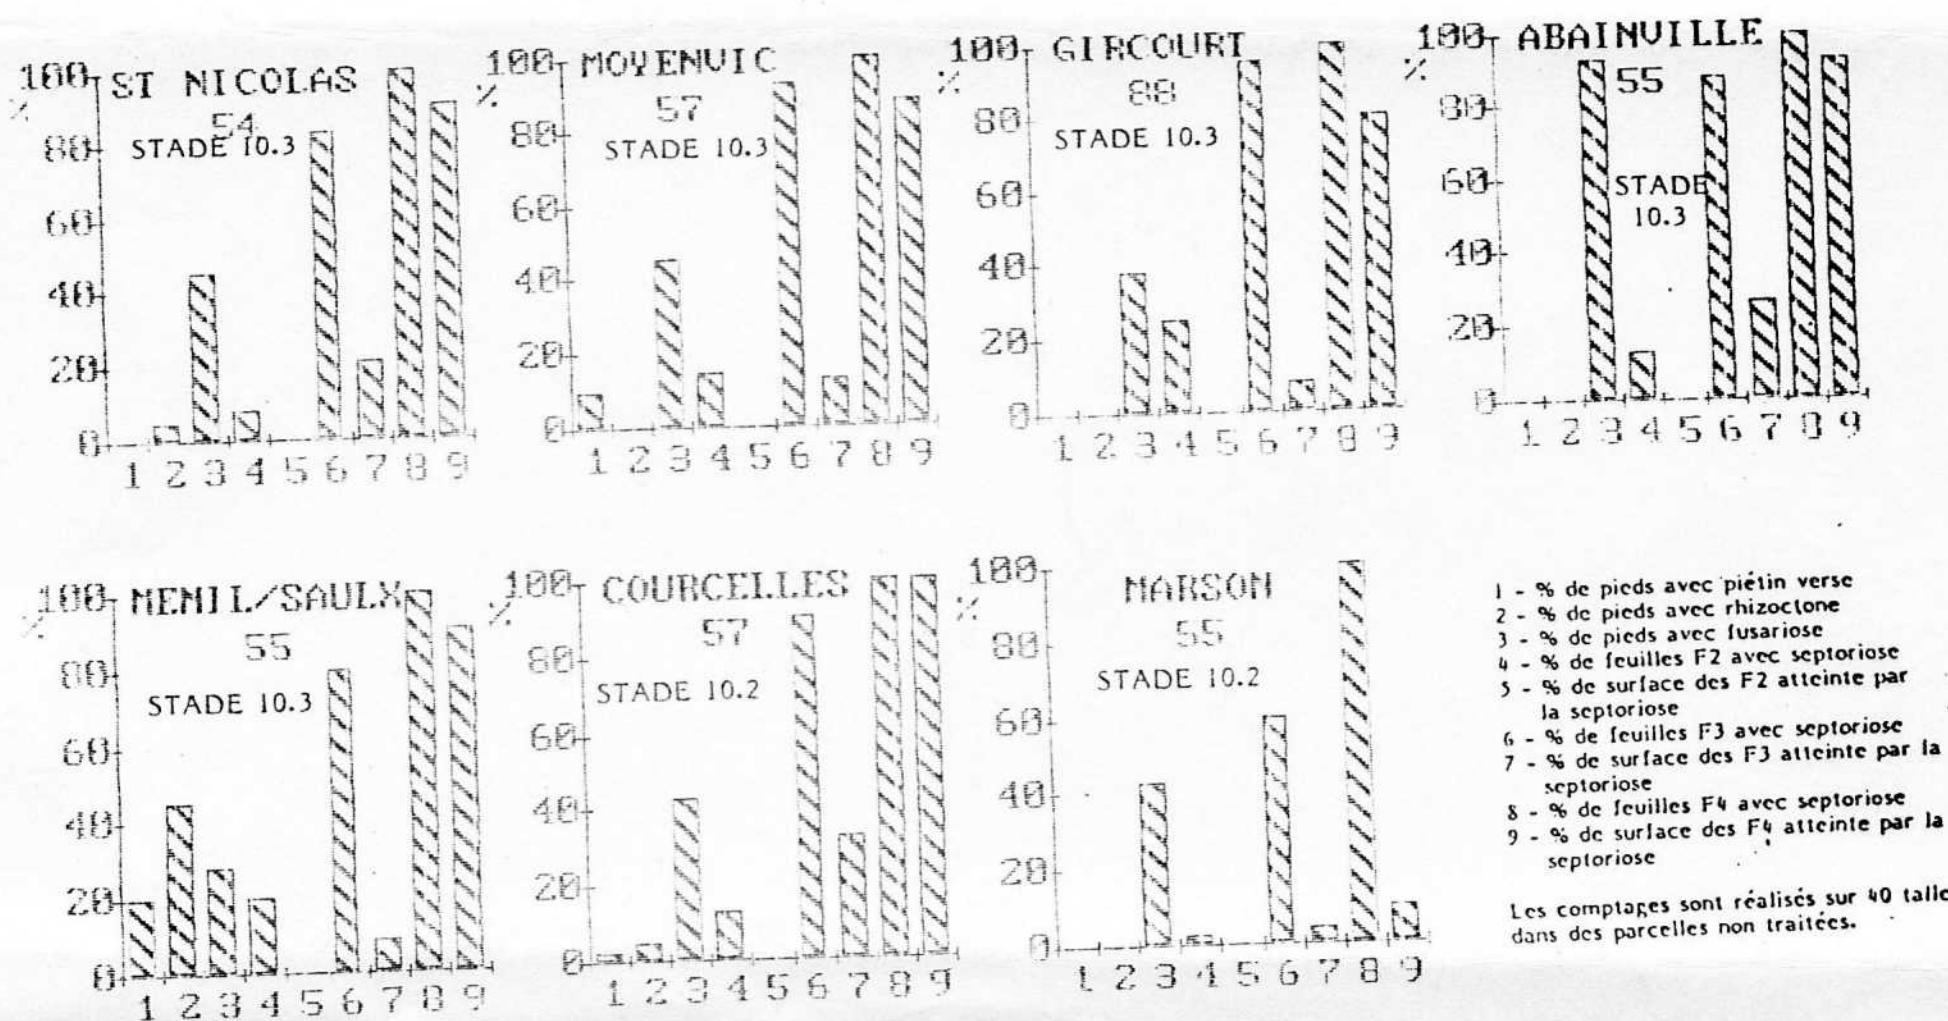 ST NICOLAS
54
STADE 10.3
100
%
80
60
40
20
0
1 2 3 4 5 6 7 8 9
MOYENVIC
57
STADE 10.3
100
%
80
60
40
20
0
1 2 3 4 5 6 7 8 9
GIRCOURT
88
STADE 10.3
100
%
80
60
40
20
0
1 2 3 4 5 6 7 8 9
ABAINVILLE
55
STADE
10.3
100
%
80
60
40
20
0
1 2 3 4 5 6 7 8 9
MENIL/SAULX
55
STADE 10.3
100
%
80
60
40
20
0
1 2 3 4 5 6 7 8 9
COURCELLES
57
STADE 10.2
100
%
80
60
40
20
0
1 2 3 4 5 6 7 8 9
MARSON
55
STADE 10.2
100
%
80
60
40
20
0
1 2 3 4 5 6 7 8 9
1 - % de pieds avec piétin verse
2 - % de pieds avec rhizoctone
3 - % de pieds avec fusariose
4 - % de feuilles F2 avec septoriose
5 - % de surface des F2 atteinte par
la septoriose
6 - % de feuilles F3 avec septoriose
7 - % de surface des F3 atteinte par la
septoriose
8 - % de feuilles F4 avec septoriose
9 - % de surface des F4 atteinte par la
septoriose
Les comptages sont réalisés sur 40 talle
dans des parcelles non traitées.